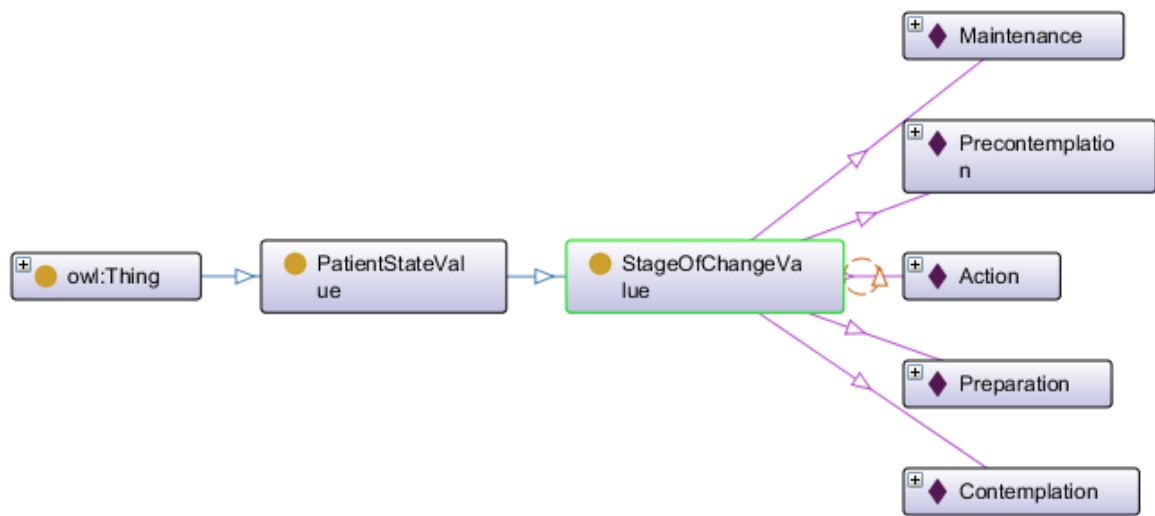 Maintenance
Precontemplatio
n
owl:Thing
PatientStateVal
ue
StageOfChangeVa
lue
Action
Preparation
Contemplation